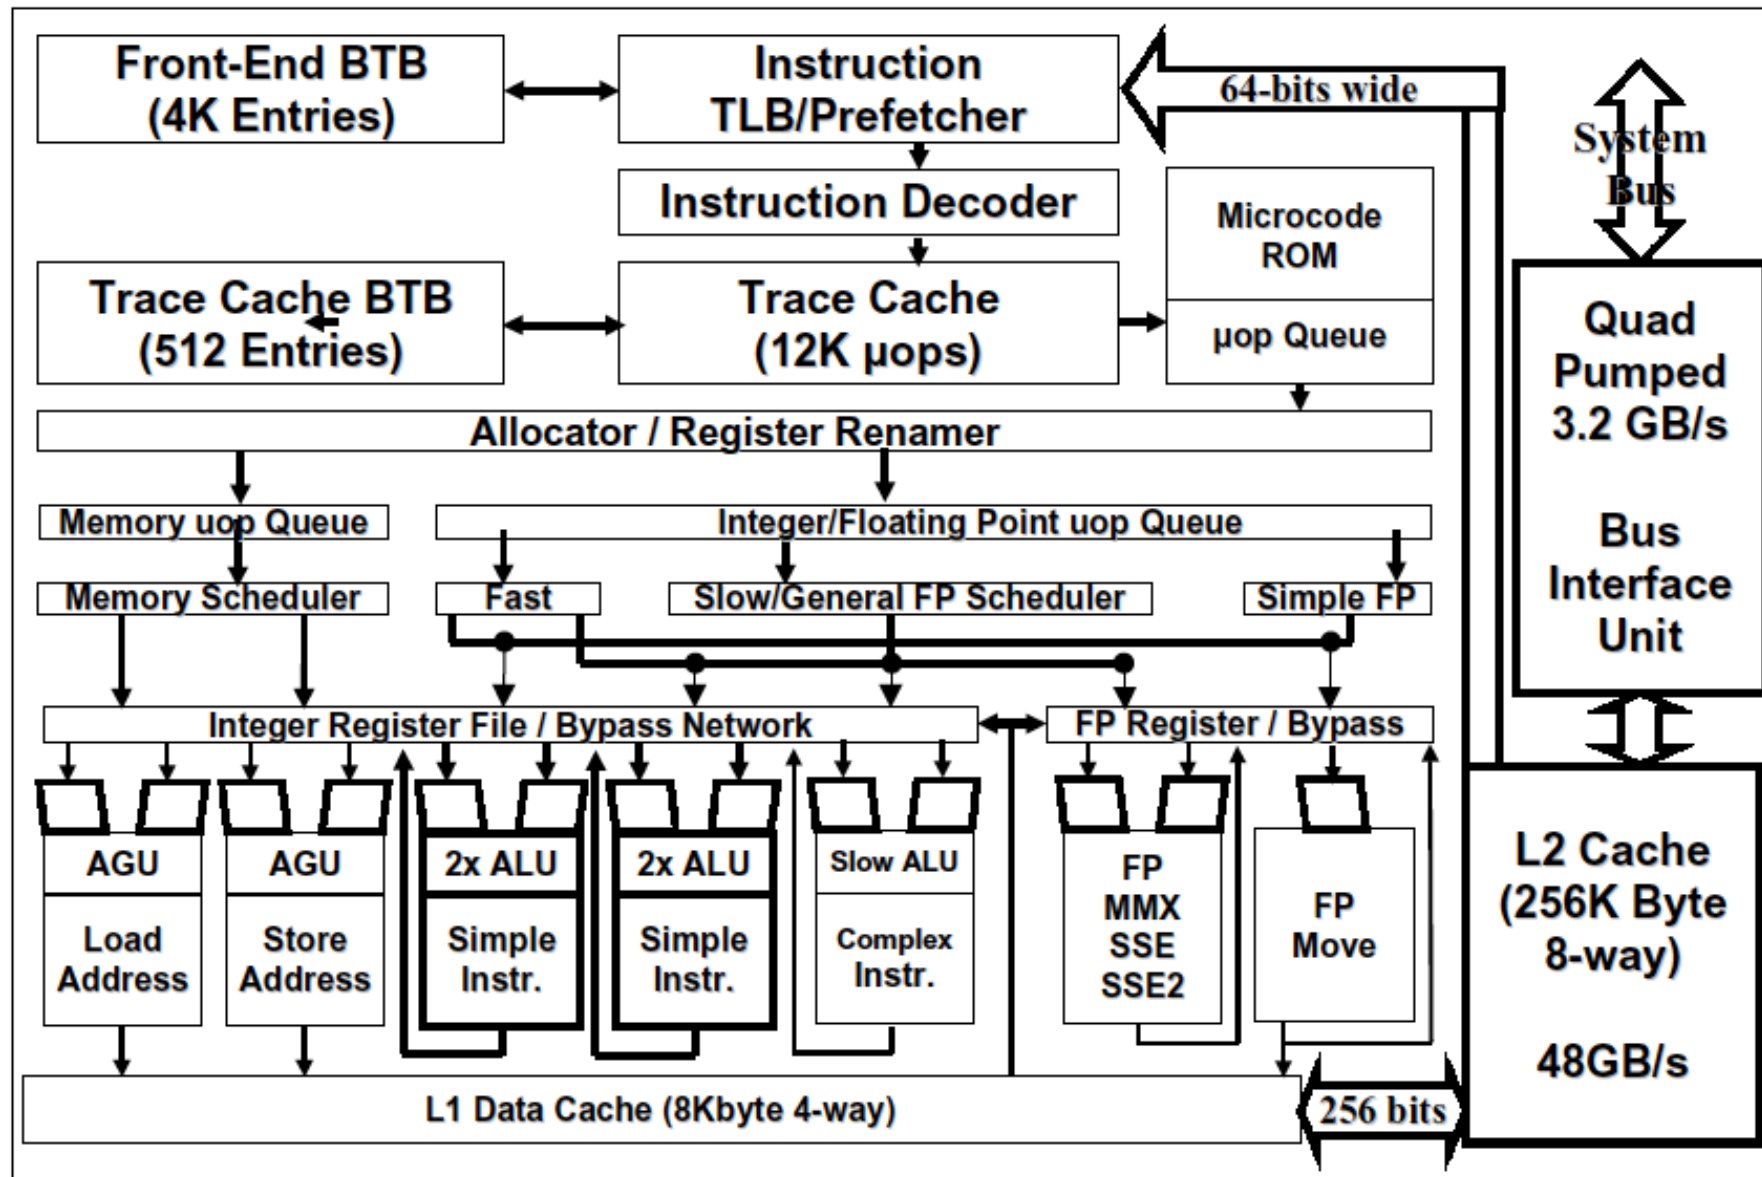 Front-End BTB
(4K Entries)
Instruction
TLB/Prefetcher
64-bits wide
System
Bus
Instruction Decoder
Microcode
ROM
µop Queue
Trace Cache BTB
(512 Entries)
Trace Cache
(12K µops)
Quad
Pumped
3.2 GB/s
Bus
Interface
Unit
Allocator / Register Renamer
Memory uop Queue
Integer/Floating Point uop Queue
Memory Scheduler
Fast
Slow/General FP Scheduler
Simple FP
Integer Register File / Bypass Network
FP Register / Bypass
AGU
Load
Address
AGU
Store
Address
2x ALU
Simple
Instr.
2x ALU
Simple
Instr.
Slow ALU
Complex
Instr.
FP
MMX
SSE
SSE2
FP
Move
L2 Cache
(256K Byte
8-way)
48GB/s
L1 Data Cache (8Kbyte 4-way)
256 bits